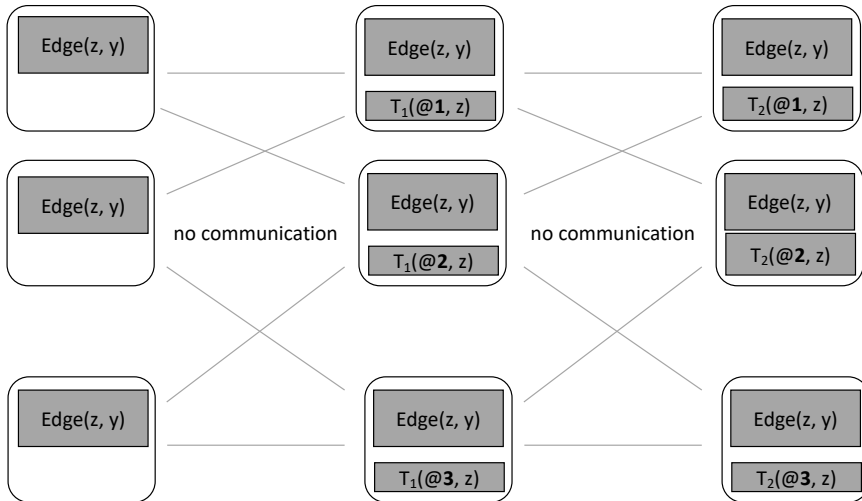 Edge(z, y)
Edge(z, y)
Edge(z, y)
T₁(@1, z)
T₂(@1, z)
Edge(z, y)
Edge(z, y)
Edge(z, y)
no communication
no communication
T₁(@2, z)
T₂(@2, z)
Edge(z, y)
Edge(z, y)
Edge(z, y)
T₁(@3, z)
T₂(@3, z)